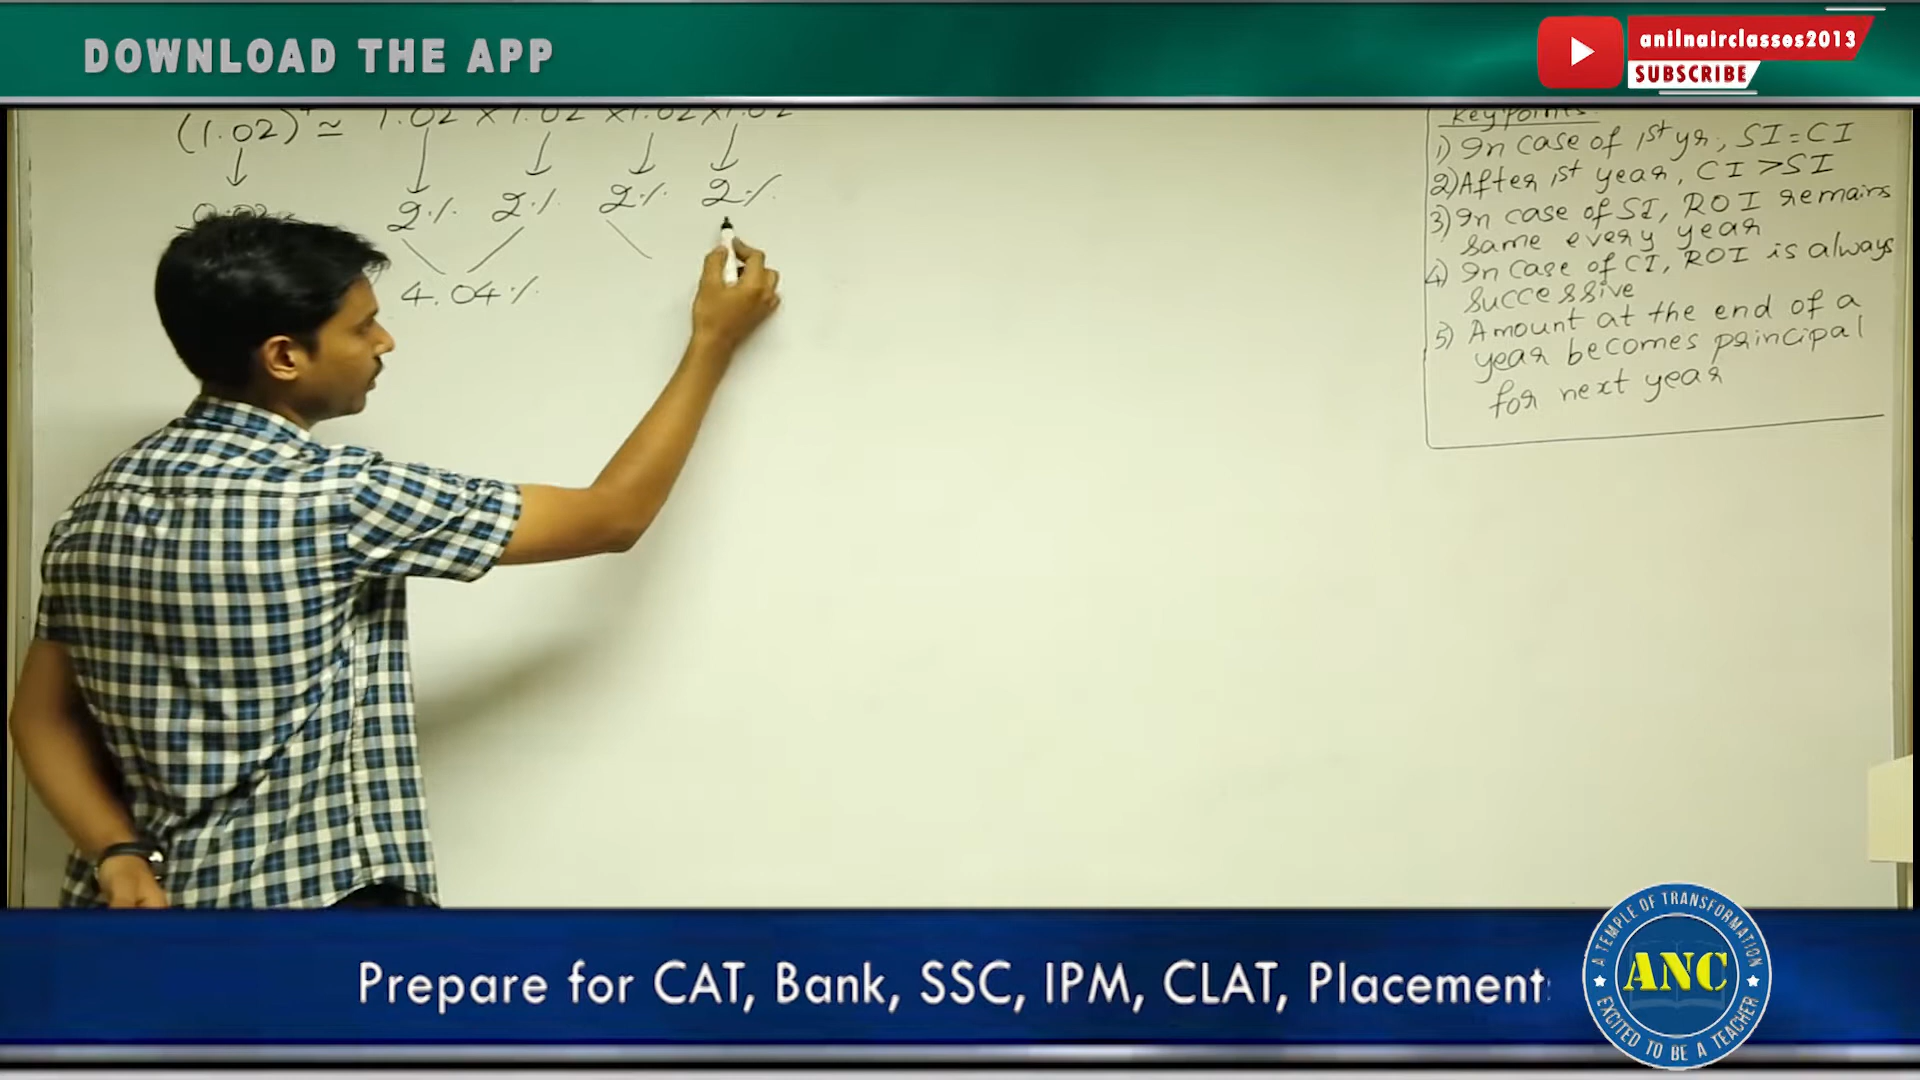 DOWNLOAD THE APP
anilnairclasses2013
SUBSCRIBE
(1.02)⁴ ≃ 1.02 × 1.02 × 1.02 × 1.02
2% 2% 2% 2%
4.04%
Key points
1) In case of 1st yr, SI = CI
2) After 1st year, CI > SI
3) In case of SI, ROI remains
same every year
4) In case of CI, ROI is always
successive
5) Amount at the end of a
year becomes principal
for next year
Prepare for CAT, Bank, SSC, IPM, CLAT, Placement
A TEMPLE OF TRANSFORMATION
ANC
EXCITED TO BE A TEACHER